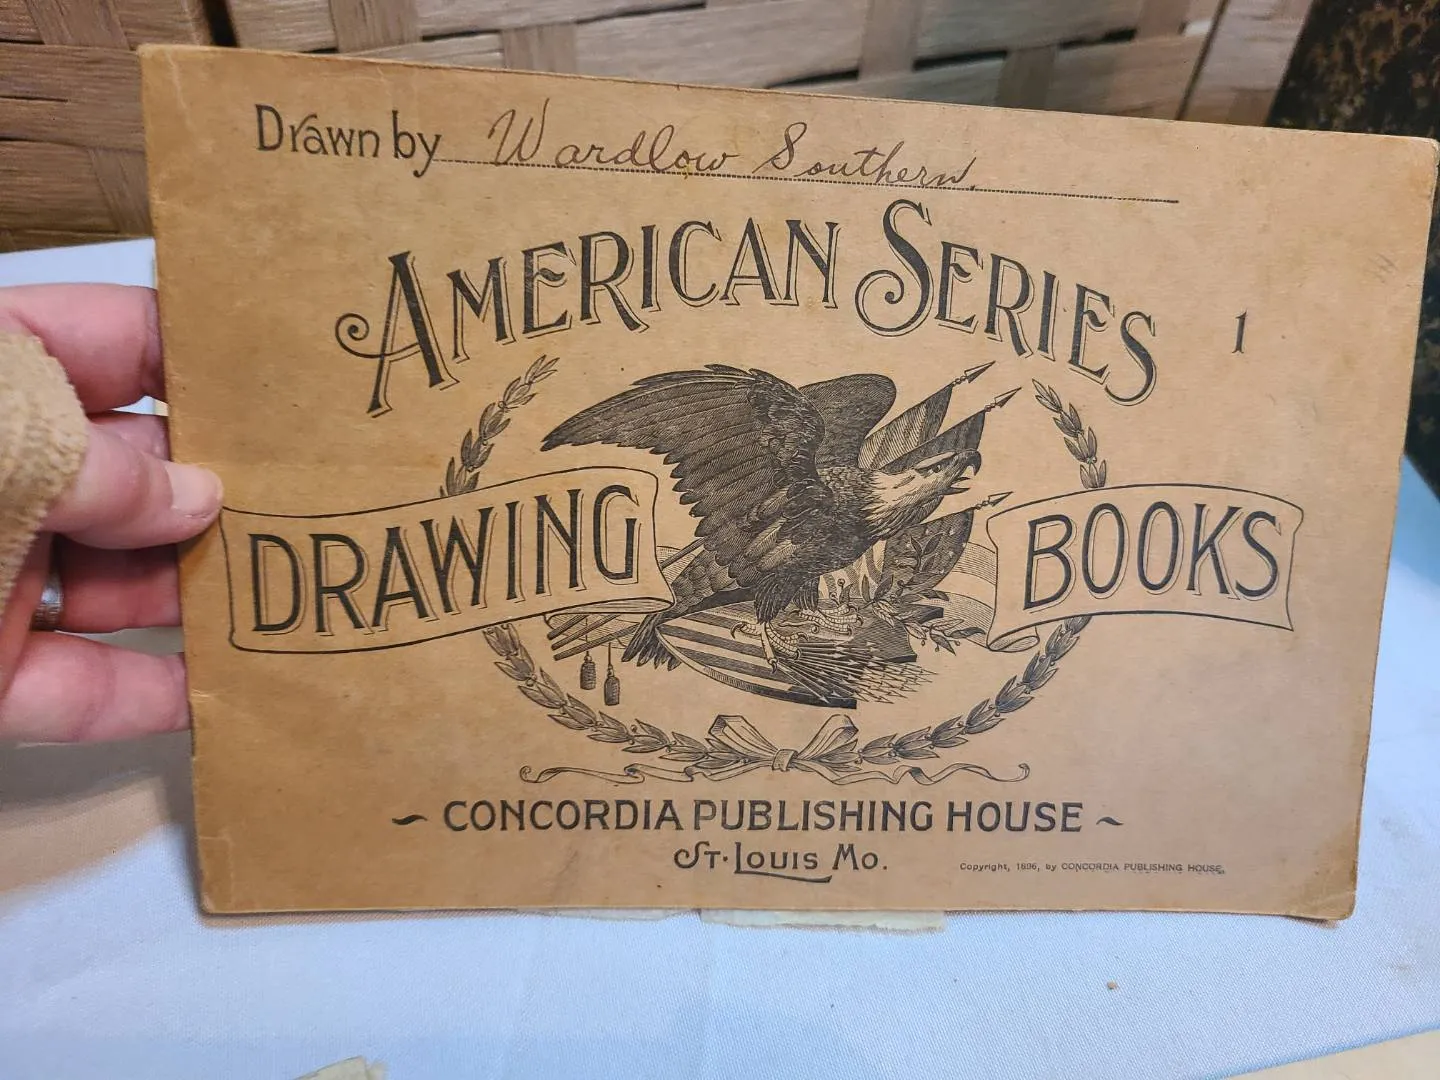 Drawn by Wardlow Southern.
AMERICAN SERIES 1
DRAWING BOOKS
~ CONCORDIA PUBLISHING HOUSE ~
ST. LOUIS MO.
Copyright, 1896, by CONCORDIA PUBLISHING HOUSE.